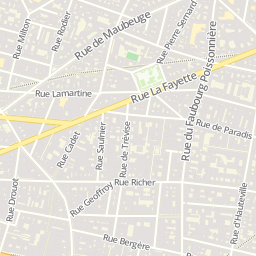 Rue Milton
Rue Rodier
Rue de Maubeuge
Rue Pierre Semard
Rue du Faubourg Poissonnière
Rue Lamartine
Rue La Fayette
Rue de Paradis
Rue Cadet
Rue Saulnier
Rue de Trévise
Rue Richer
Rue Geoffroy
Rue Drouot
Rue d'Hauteville
Rue Bergère